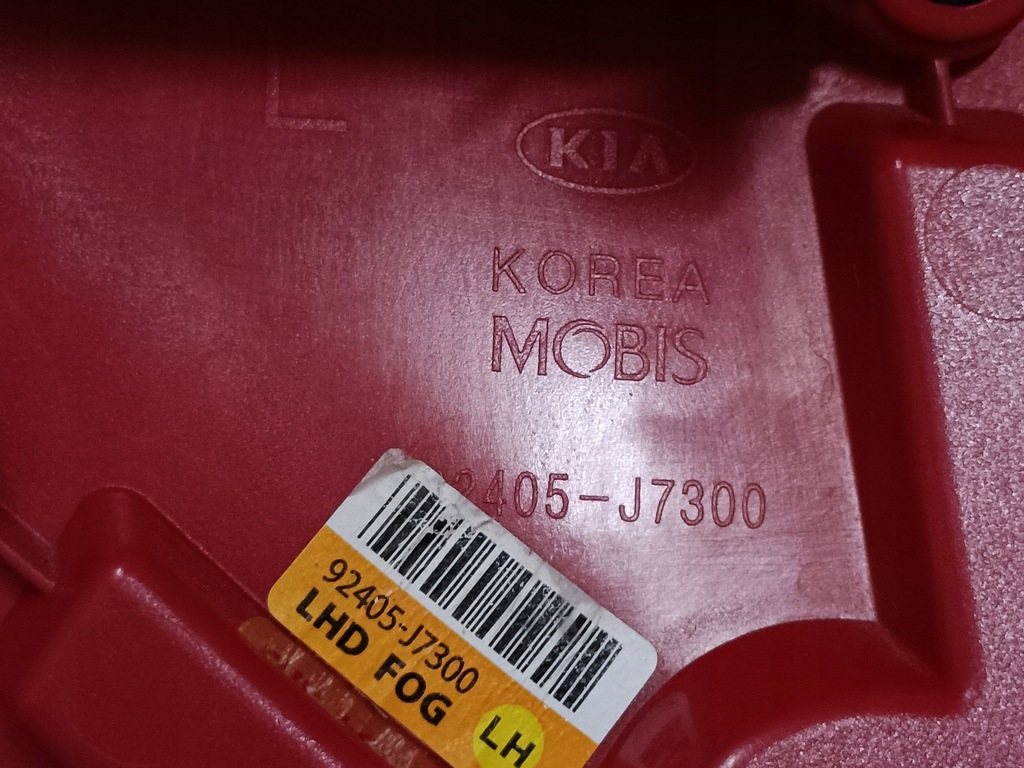 L
KIA
KOREA
MOBIS
2405-J7300
92405-J7300
LHD FOG
LH